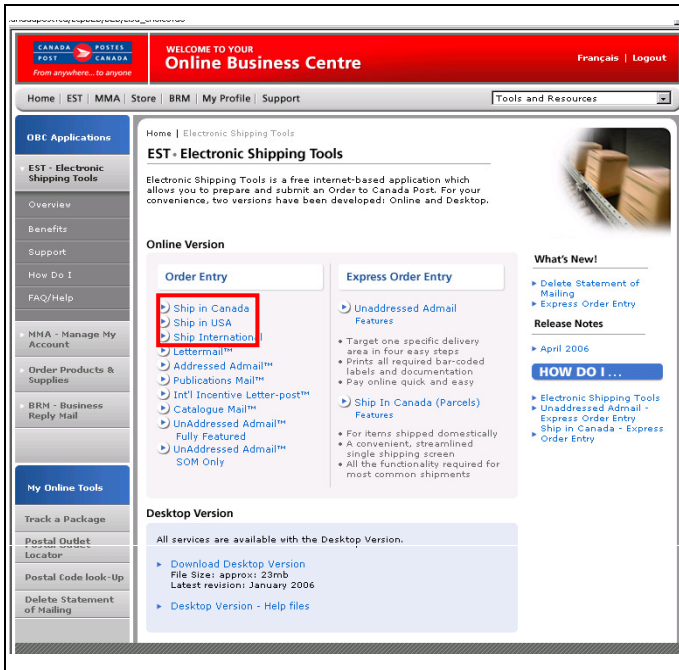 CANADA POSTES
POST CANADA
From anywhere... to anyone
WELCOME TO YOUR
Online Business Centre
Français | Logout
Home | EST | MMA | Store | BRM | My Profile | Support
Tools and Resources
OBC Applications
EST - Electronic
Shipping Tools
Overview
Benefits
Support
How Do I
FAQ/Help
MMA - Manage My
Account
Order Products &
Supplies
BRM - Business
Reply Mail
My Online Tools
Track a Package
Postal Outlet
Locator
Postal Code look-Up
Delete Statement
of Mailing
Home | Electronic Shipping Tools
EST - Electronic Shipping Tools
Electronic Shipping Tools is a free internet-based application which
allows you to prepare and submit an Order to Canada Post. For your
convenience, two versions have been developed: Online and Desktop.
Online Version
Order Entry
Ship in Canada
Ship in USA
Ship International
Lettermail™
Addressed Admail™
Publications Mail™
Int'l Incentive Letter-post™
Catalogue Mail™
UnAddressed Admail™
Fully Featured
UnAddressed Admail™
SOM Only
Express Order Entry
Unaddressed Admail
Features
• Target one specific delivery
area in four easy steps
• Prints all required bar-coded
labels and documentation
• Pay online quick and easy
Ship In Canada (Parcels)
Features
• For items shipped domestically
• A convenient, streamlined
single shipping screen
• All the functionality required for
most common shipments
Desktop Version
All services are available with the Desktop Version.
Download Desktop Version
File Size: approx: 23mb
Latest revision: January 2006
Desktop Version - Help files
What's New!
Delete Statement of
Mailing
Express Order Entry
Release Notes
April 2006
HOW DO I ...
Electronic Shipping Tools
Unaddressed Admail -
Express Order Entry
Ship in Canada - Express
Order Entry